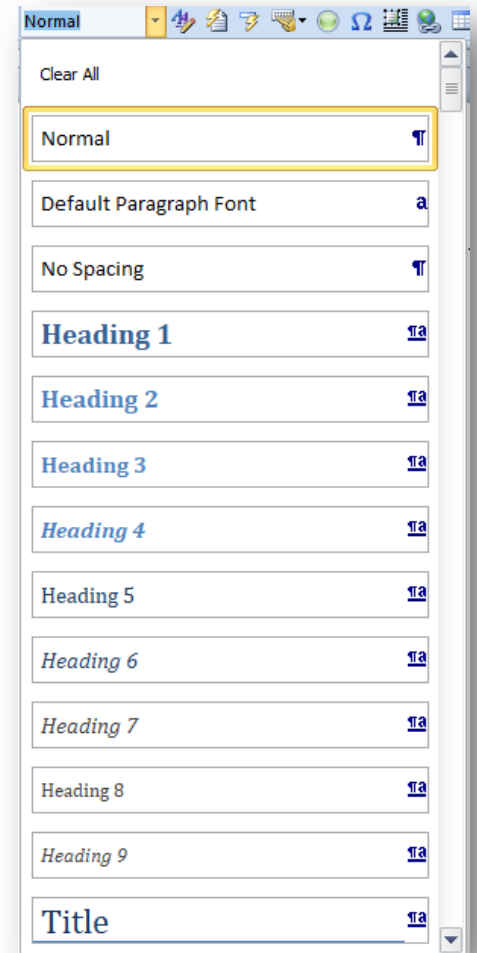 Normal
Clear All
Normal ¶
Default Paragraph Font a
No Spacing ¶
Heading 1 ¶a
Heading 2 ¶a
Heading 3 ¶a
Heading 4 ¶a
Heading 5 ¶a
Heading 6 ¶a
Heading 7 ¶a
Heading 8 ¶a
Heading 9 ¶a
Title ¶a